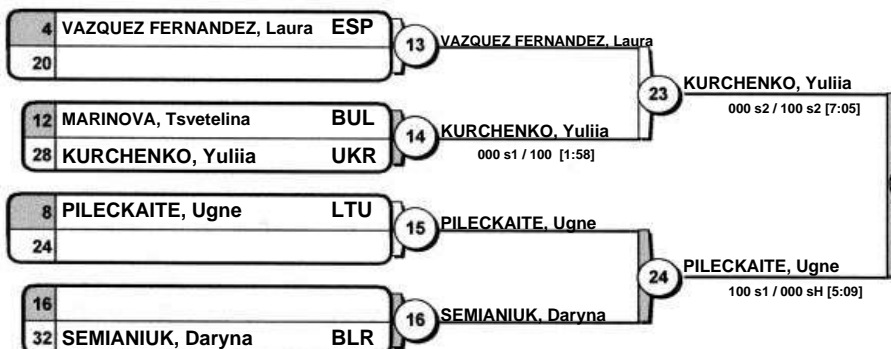 4 VAZQUEZ FERNANDEZ, Laura ESP
20
13 VAZQUEZ FERNANDEZ, Laura
23 KURCHENKO, Yuliia
000 s2 / 100 s2 [7:05]
12 MARINOVA, Tsvetelina BUL
28 KURCHENKO, Yuliia UKR
14 KURCHENKO, Yuliia
000 s1 / 100 [1:58]
8 PILECKAITE, Ugne LTU
24
15 PILECKAITE, Ugne
24 PILECKAITE, Ugne
100 s1 / 000 sH [5:09]
16
32 SEMIANIUK, Daryna BLR
16 SEMIANIUK, Daryna